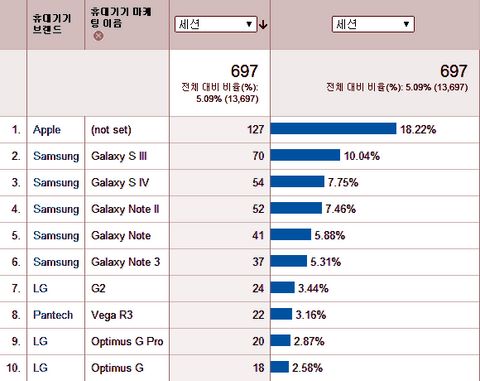 휴대기기 브랜드
휴대기기 마케팅 이름
세션
세션
697
전체 대비 비율(%):
5.09% (13,697)
697
전체 대비 비율(%): 5.09% (13,697)
1. Apple (not set) 127 18.22%
2. Samsung Galaxy S III 70 10.04%
3. Samsung Galaxy S IV 54 7.75%
4. Samsung Galaxy Note II 52 7.46%
5. Samsung Galaxy Note 41 5.88%
6. Samsung Galaxy Note 3 37 5.31%
7. LG G2 24 3.44%
8. Pantech Vega R3 22 3.16%
9. LG Optimus G Pro 20 2.87%
10. LG Optimus G 18 2.58%